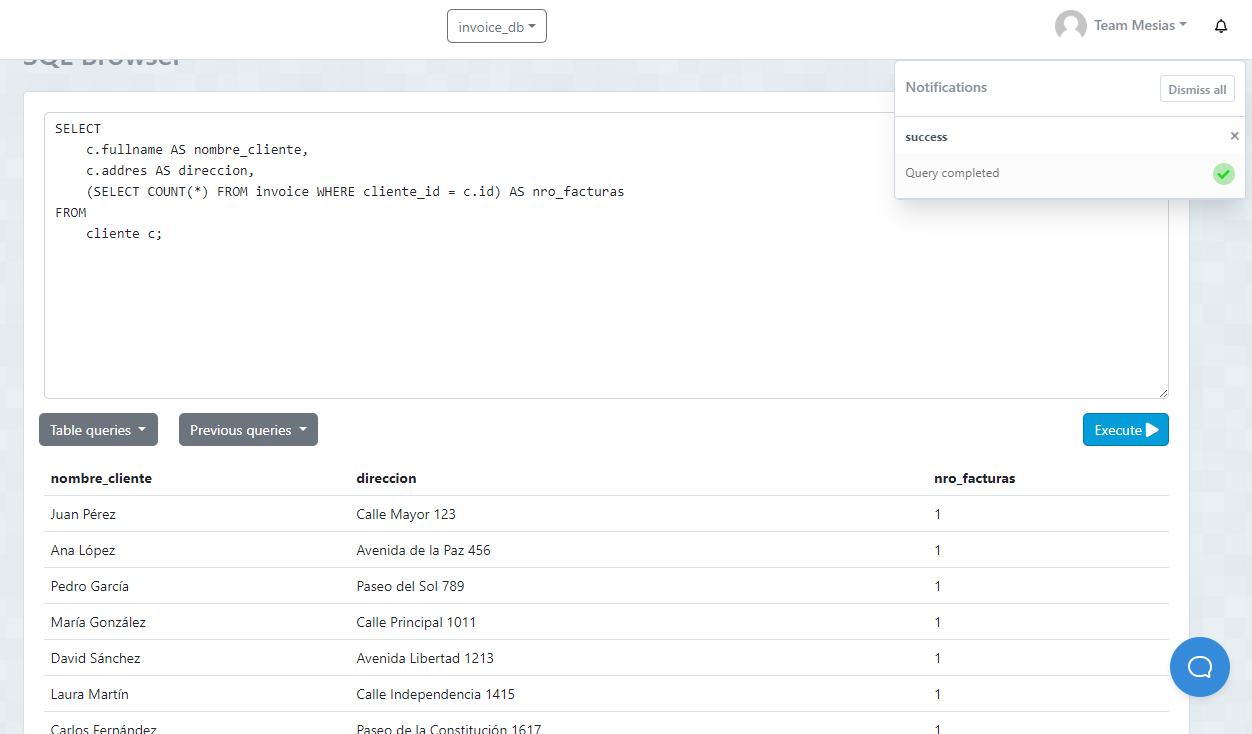 invoice_db
Team Mesias
SQL Browser
Notifications
Dismiss all
success
Query completed
SELECT
    c.fullname AS nombre_cliente,
    c.addres AS direccion,
    (SELECT COUNT(*) FROM invoice WHERE cliente_id = c.id) AS nro_facturas
FROM
    cliente c;
Table queries
Previous queries
Execute
nombre_cliente direccion nro_facturas
Juan Pérez Calle Mayor 123 1
Ana López Avenida de la Paz 456 1
Pedro García Paseo del Sol 789 1
María González Calle Principal 1011 1
David Sánchez Avenida Libertad 1213 1
Laura Martín Calle Independencia 1415 1
Carlos Fernández Paseo de la Constitución 1617 1